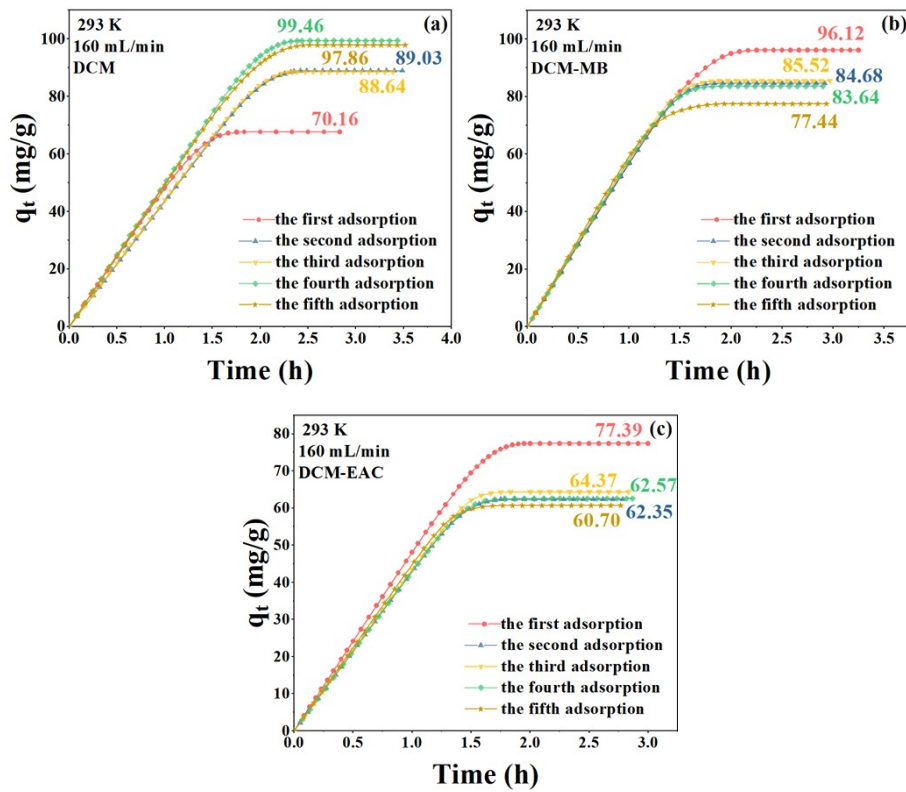 (a)
293 K
160 mL/min
DCM
99.46
97.86
89.03
88.64
70.16
the first adsorption
the second adsorption
the third adsorption
the fourth adsorption
the fifth adsorption
qt (mg/g)
100
80
60
40
20
0
0.0 0.5 1.0 1.5 2.0 2.5 3.0 3.5 4.0
Time (h)
(b)
293 K
160 mL/min
DCM-MB
96.12
85.52
84.68
83.64
77.44
the first adsorption
the second adsorption
the third adsorption
the fourth adsorption
the fifth adsorption
qt (mg/g)
100
80
60
40
20
0
0.0 0.5 1.0 1.5 2.0 2.5 3.0 3.5
Time (h)
(c)
293 K
160 mL/min
DCM-EAC
77.39
64.37
62.57
62.35
60.70
the first adsorption
the second adsorption
the third adsorption
the fourth adsorption
the fifth adsorption
qt (mg/g)
80
70
60
50
40
30
20
10
0
0.0 0.5 1.0 1.5 2.0 2.5 3.0
Time (h)